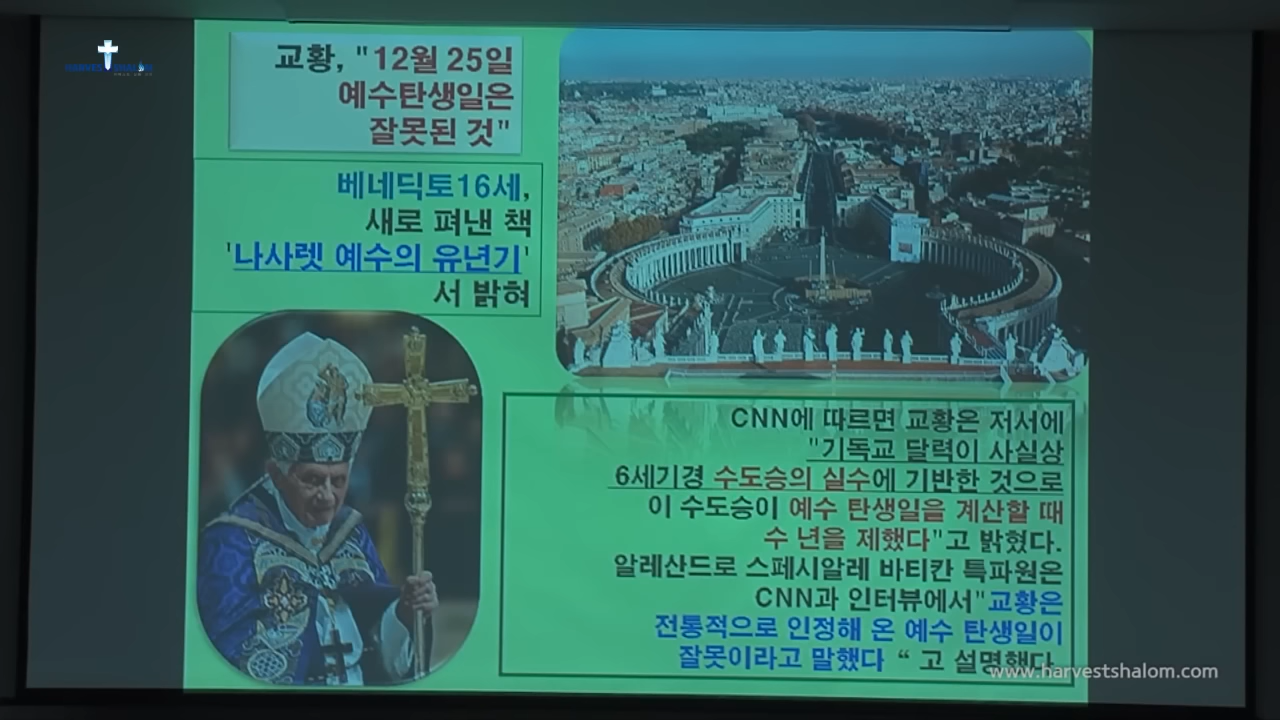 교황, "12월 25일
예수탄생일은
잘못된 것"
베네딕토16세,
새로 펴낸 책
'나사렛 예수의 유년기'
서 밝혀
CNN에 따르면 교황은 저서에
"기독교 달력이 사실상
6세기경 수도승의 실수에 기반한 것으로
이 수도승이 예수 탄생일을 계산할 때
수 년을 제했다"고 밝혔다.
알레산드로 스페시알레 바티칸 특파원은
CNN과 인터뷰에서"교황은
전통적으로 인정해 온 예수 탄생일이
잘못이라고 말했다 “ 고 설명했다.
www.harvestshalom.com